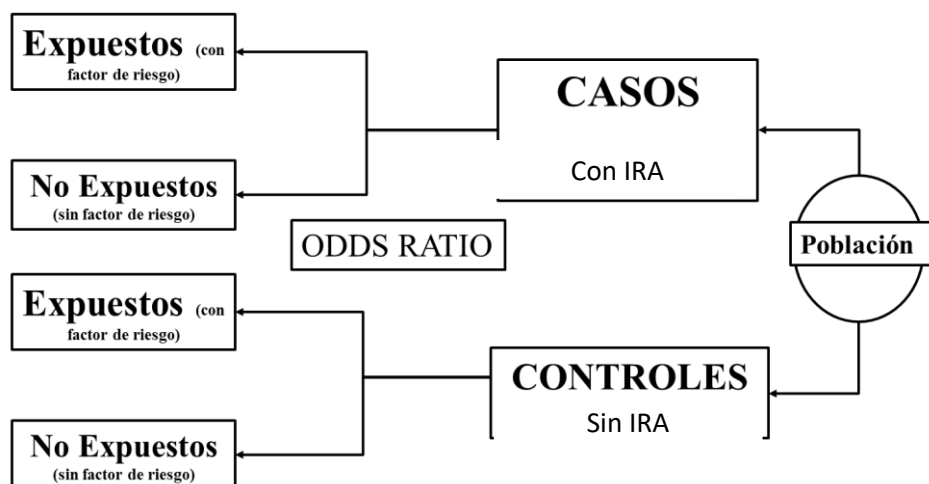 Expuestos (con
factor de riesgo)
CASOS
Con IRA
No Expuestos
(sin factor de riesgo)
ODDS RATIO
Población
Expuestos (con
factor de riesgo)
CONTROLES
Sin IRA
No Expuestos
(sin factor de riesgo)